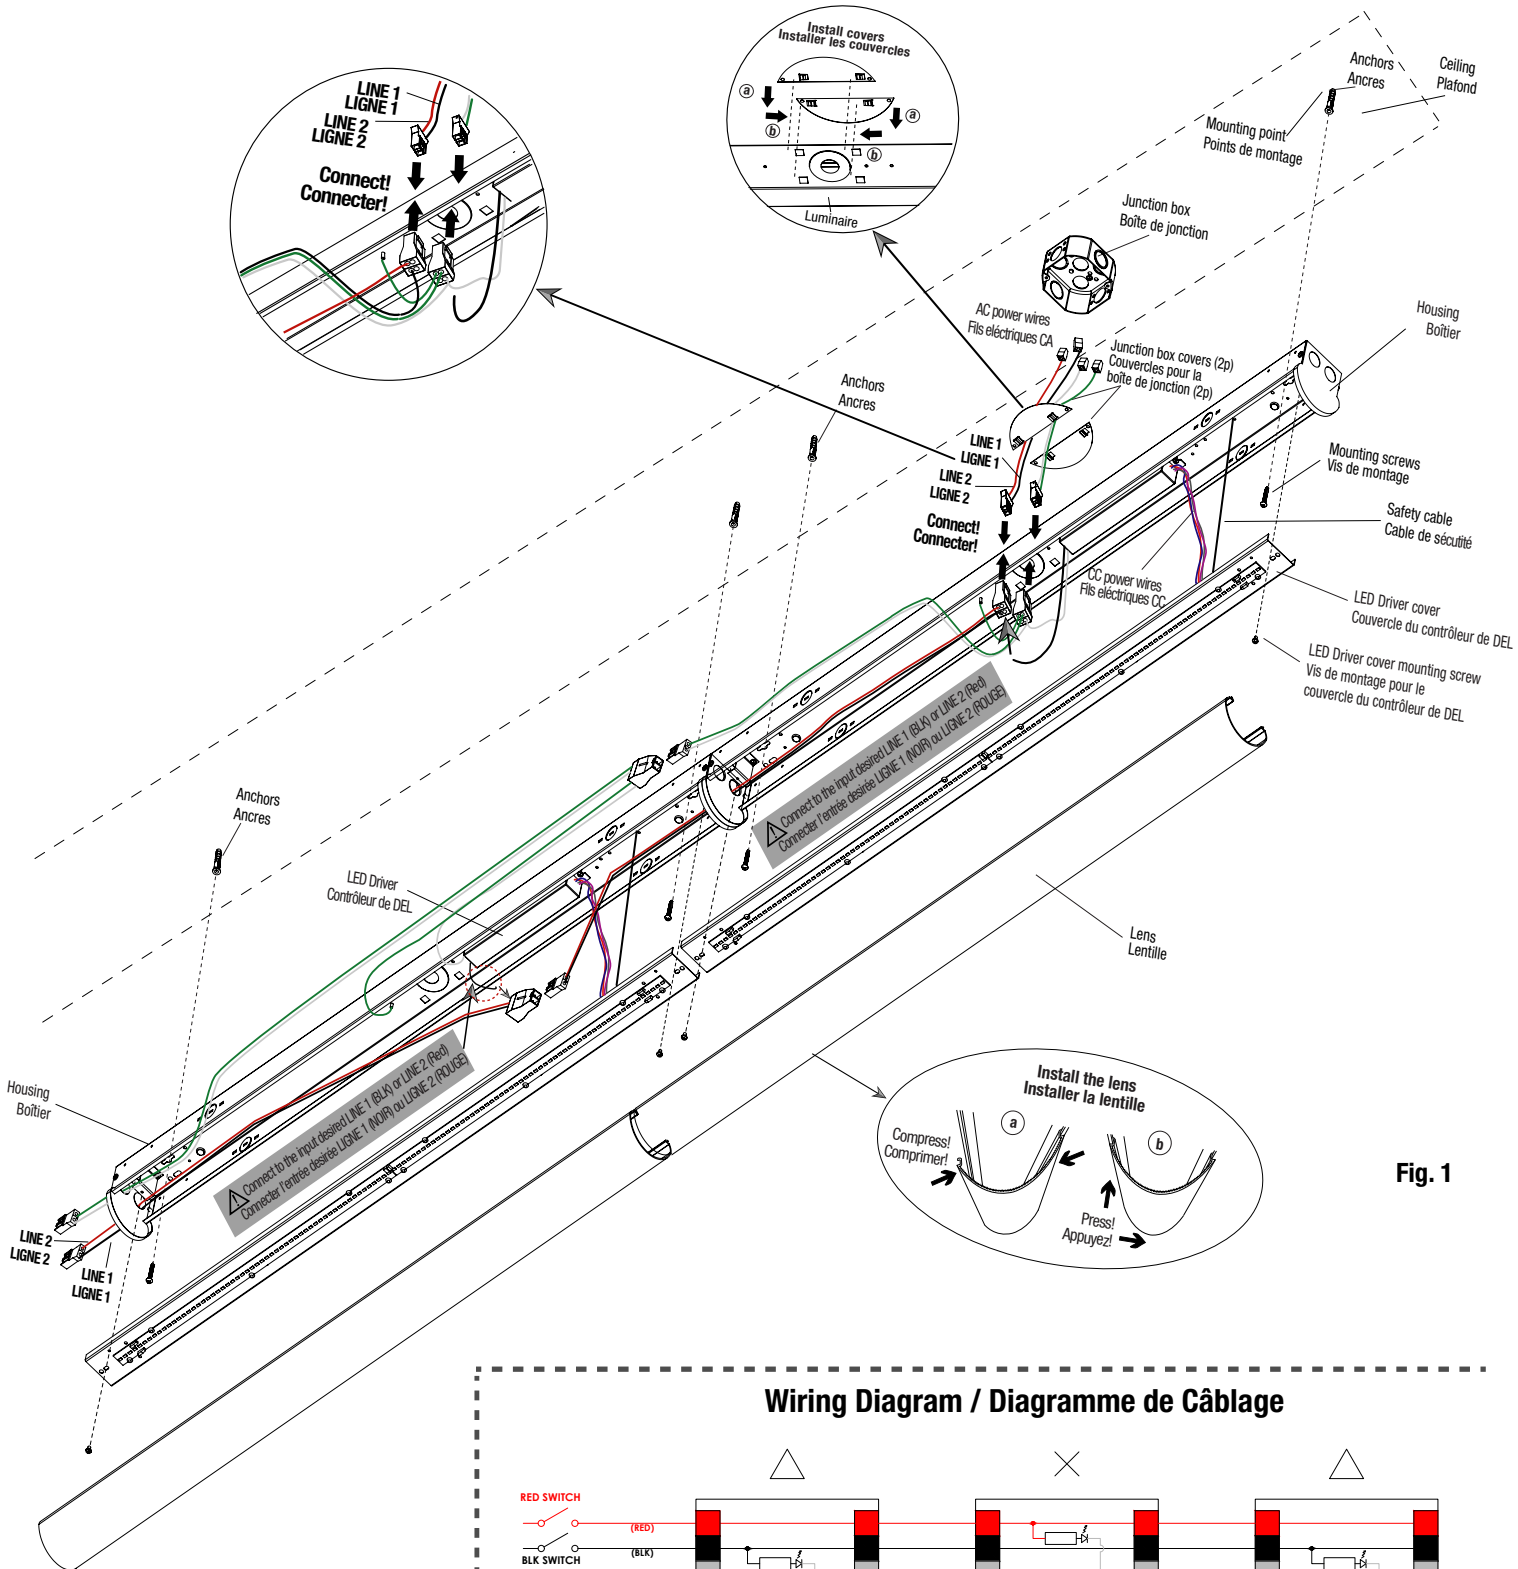 Install covers
Installer les couvercles
a
a
b
b
Luminaire
LINE 1
LIGNE 1
LINE 2
LIGNE 2
Connect!
Connecter!
Anchors
Ancres
Ceiling
Plafond
Mounting point
Points de montage
Junction box
Boîte de jonction
AC power wires
Fils eléctriques CA
Junction box covers (2p)
Couvercles pour la
boîte de jonction (2p)
Housing
Boîtier
Anchors
Ancres
LINE 1
LIGNE 1
LINE 2
LIGNE 2
Connect!
Connecter!
Mounting screws
Vis de montage
Safety cable
Cable de sécutité
CC power wires
Fils eléctriques CC
LED Driver cover
Couvercle du contrôleur de DEL
LED Driver cover mounting screw
Vis de montage pour le
couvercle du contrôleur de DEL
Connect to the input desired LINE 1 (BLK) or LINE 2 (Red)
Connecter l'entrée desirée LIGNE 1 (NOIR) ou LIGNE 2 (ROUGE)
Anchors
Ancres
LED Driver
Contrôleur de DEL
Lens
Lentille
Connect to the input desired LINE 1 (BLK) or LINE 2 (Red)
Connecter l'entrée desirée LIGNE 1 (NOIR) ou LIGNE 2 (ROUGE)
Housing
Boîtier
LINE 2
LIGNE 2
LINE 1
LIGNE 1
Install the lens
Installer la lentille
a
b
Compress!
Comprimer!
Press!
Appuyez!
Fig. 1
Wiring Diagram / Diagramme de Câblage
RED SWITCH
(RED)
BLK SWITCH
(BLK)